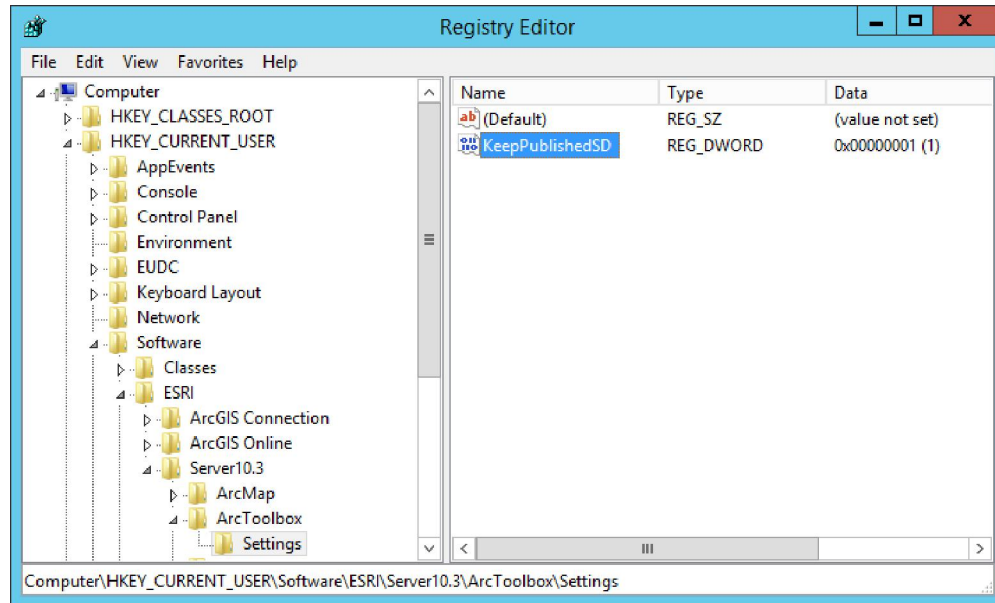 Registry Editor
File Edit View Favorites Help
Computer
HKEY_CLASSES_ROOT
HKEY_CURRENT_USER
AppEvents
Console
Control Panel
Environment
EUDC
Keyboard Layout
Network
Software
Classes
ESRI
ArcGIS Connection
ArcGIS Online
Server10.3
ArcMap
ArcToolbox
Settings
Name Type Data
(Default) REG_SZ (value not set)
KeepPublishedSD REG_DWORD 0x00000001 (1)
Computer\HKEY_CURRENT_USER\Software\ESRI\Server10.3\ArcToolbox\Settings